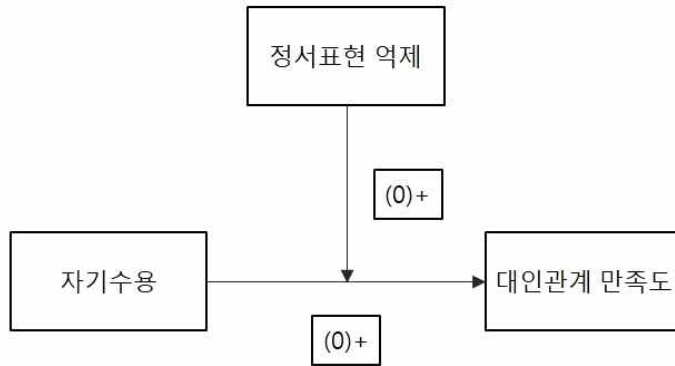 정서표현 억제
(0)+
자기수용
대인관계 만족도
(0)+